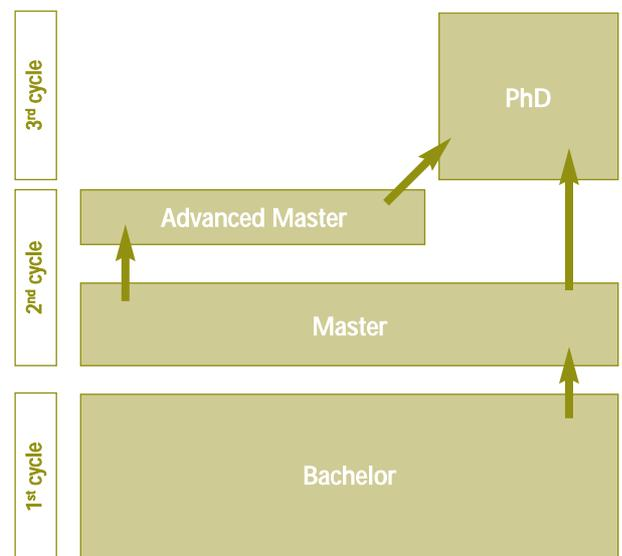 3rd cycle
PhD
Advanced Master
2nd cycle
Master
1st cycle
Bachelor